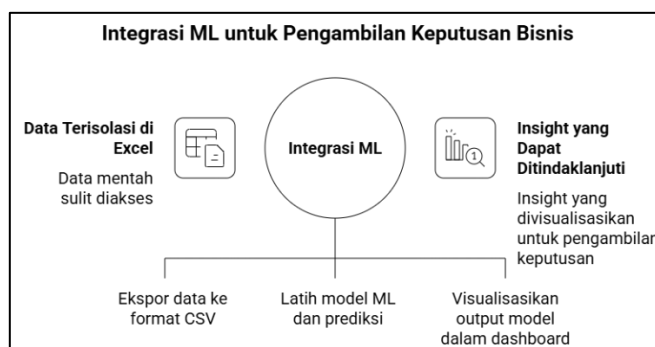 Integrasi ML untuk Pengambilan Keputusan Bisnis
Data Terisolasi di
Excel
Data mentah
sulit diakses
Integrasi ML
1
Insight yang
Dapat
Ditindaklanjuti
Insight yang
divisualisasikan
untuk pengambilan
keputusan
Ekspor data ke
format CSV
Latih model ML
dan prediksi
Visualisasikan
output model
dalam dashboard